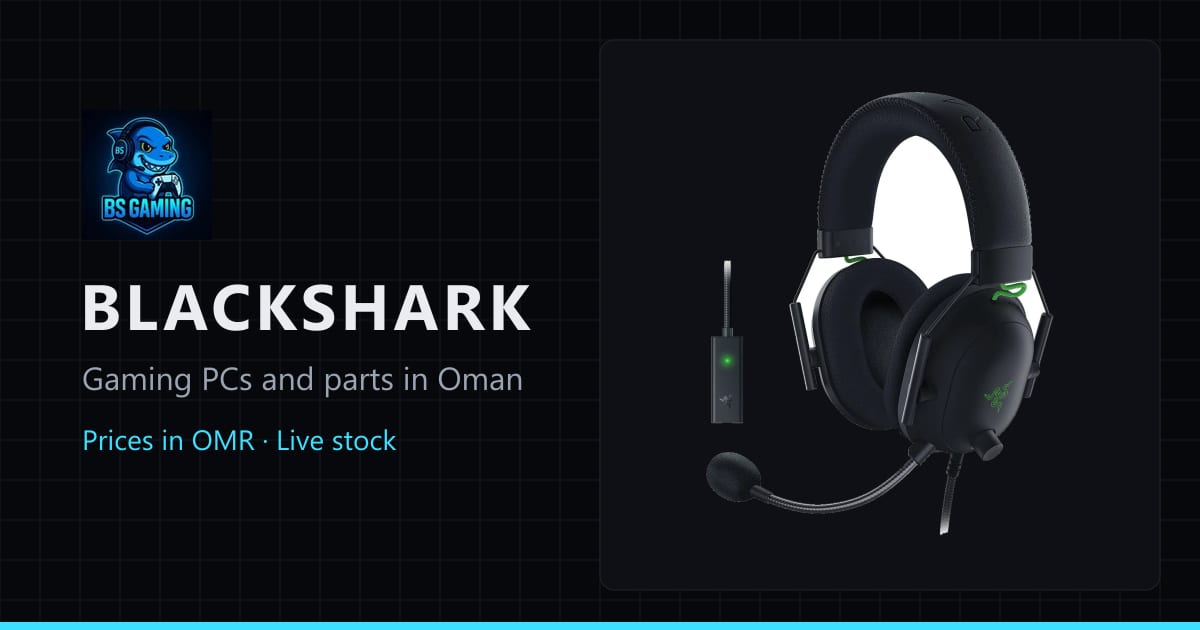 BS
BS GAMING
BLACKSHARK
Gaming PCs and parts in Oman
Prices in OMR · Live stock